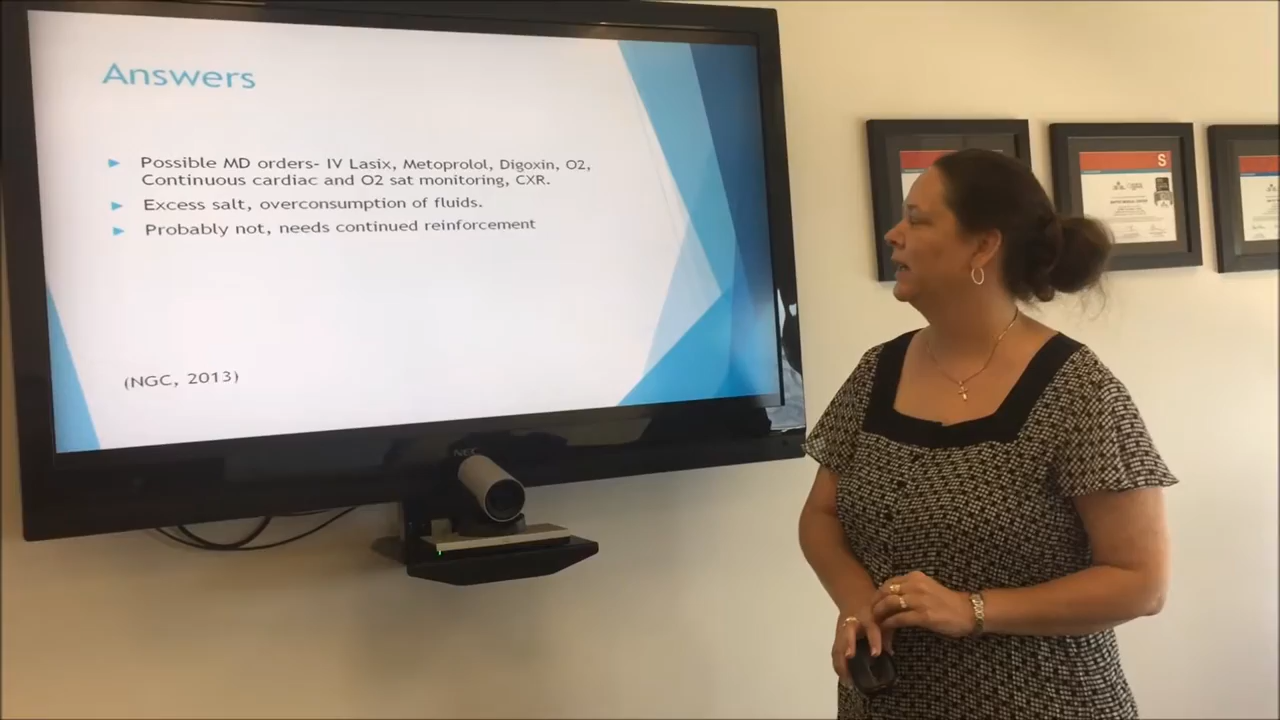 Answers
Possible MD orders- IV Lasix, Metoprolol, Digoxin, O2,
Continuous cardiac and O2 sat monitoring, CXR.
Excess salt, overconsumption of fluids.
Probably not, needs continued reinforcement
(NGC, 2013)
NEC
S